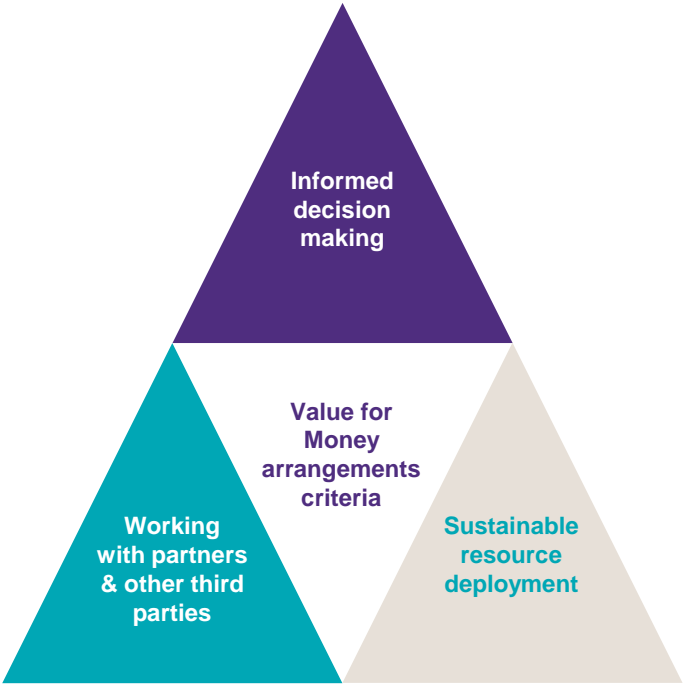 Informed
decision
making
Value for
Money
arrangements
criteria
Working
with partners
& other third
parties
Sustainable
resource
deployment